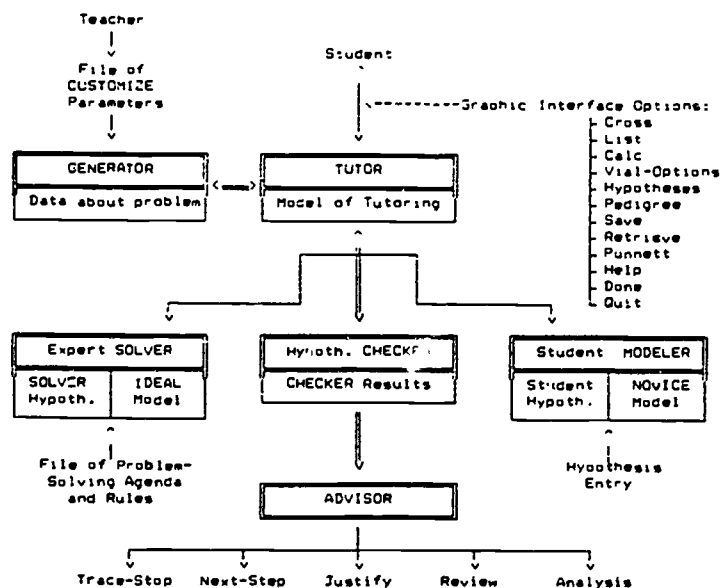 Teacher
File of
CUSTOMIZE
Parameters
Student
Graphic Interface Options:
Cross
List
Calc
Vial-Options
Hypotheses
Pedigree
Save
Retrieve
Punnett
Help
Done
Quit
GENERATOR
Data about problem
TUTOR
Model of Tutoring
Expert SOLVER
SOLVER
Hypoth.
IDEAL
Model
Hypoth. CHECKER
CHECKER Results
Student MODELER
Student
Hypoth.
NOVICE
Model
File of Problem-
Solving Agenda
and Rules
Hypothesis
Entry
ADVISOR
Trace-Stop
Next-Step
Justify
Review
Analysis